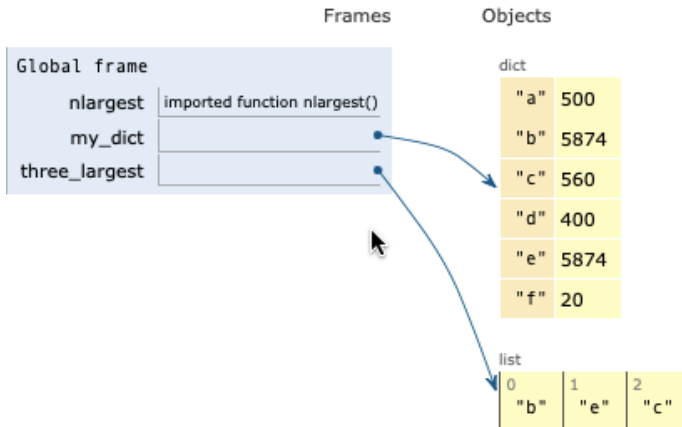 Frames Objects
Global frame
nlargest imported function nlargest()
my_dict
three_largest
dict
"a" 500
"b" 5874
"c" 560
"d" 400
"e" 5874
"f" 20
list
0 1 2
"b" "e" "c"